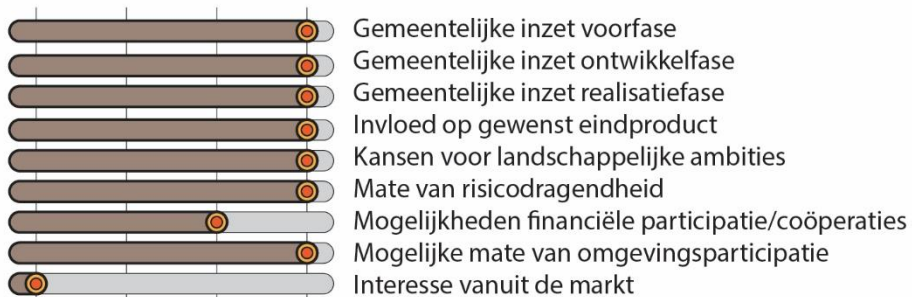 Gemeentelijke inzet voorfase
Gemeentelijke inzet ontwikkelfase
Gemeentelijke inzet realisatiefase
Invloed op gewenst eindproduct
Kansen voor landschappelijke ambities
Mate van risicodragendheid
Mogelijkheden financiële participatie/coöperaties
Mogelijke mate van omgevingsparticipatie
Interesse vanuit de markt